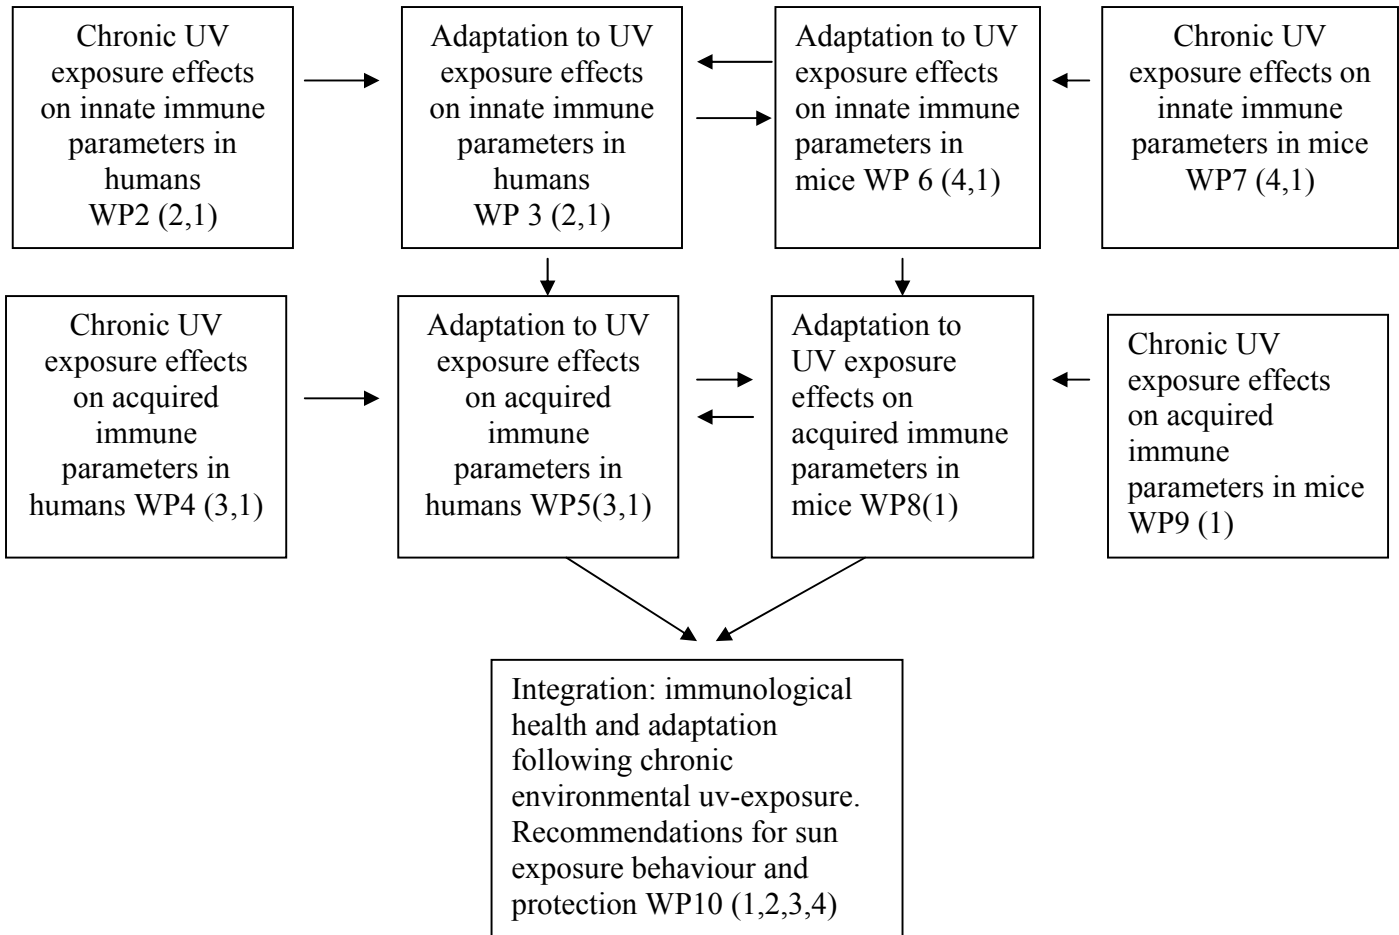 Chronic UV
exposure effects
on innate immune
parameters in
humans
WP2 (2,1)
Adaptation to UV
exposure effects
on innate immune
parameters in
humans
WP 3 (2,1)
Adaptation to UV
exposure effects
on innate immune
parameters in
mice WP 6 (4,1)
Chronic UV
exposure effects on
innate immune
parameters in mice
WP7 (4,1)
Chronic UV
exposure effects
on acquired
immune
parameters in
humans WP4 (3,1)
Adaptation to UV
exposure effects
on acquired
immune
parameters in
humans WP5(3,1)
Adaptation to
UV exposure
effects on
acquired immune
parameters in
mice WP8(1)
Chronic UV
exposure effects
on acquired
immune
parameters in mice
WP9 (1)
Integration: immunological
health and adaptation
following chronic
environmental uv-exposure.
Recommendations for sun
exposure behaviour and
protection WP10 (1,2,3,4)